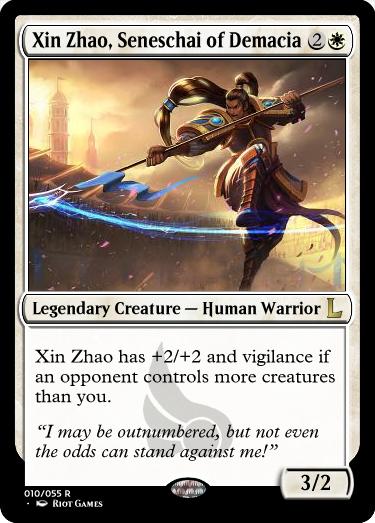 Xin Zhao, Seneschai of Demacia 2
Legendary Creature — Human Warrior L
Xin Zhao has +2/+2 and vigilance if
an opponent controls more creatures
than you.
“I may be outnumbered, but not even
the odds can stand against me!”
3/2
010/055 R
· Riot Games